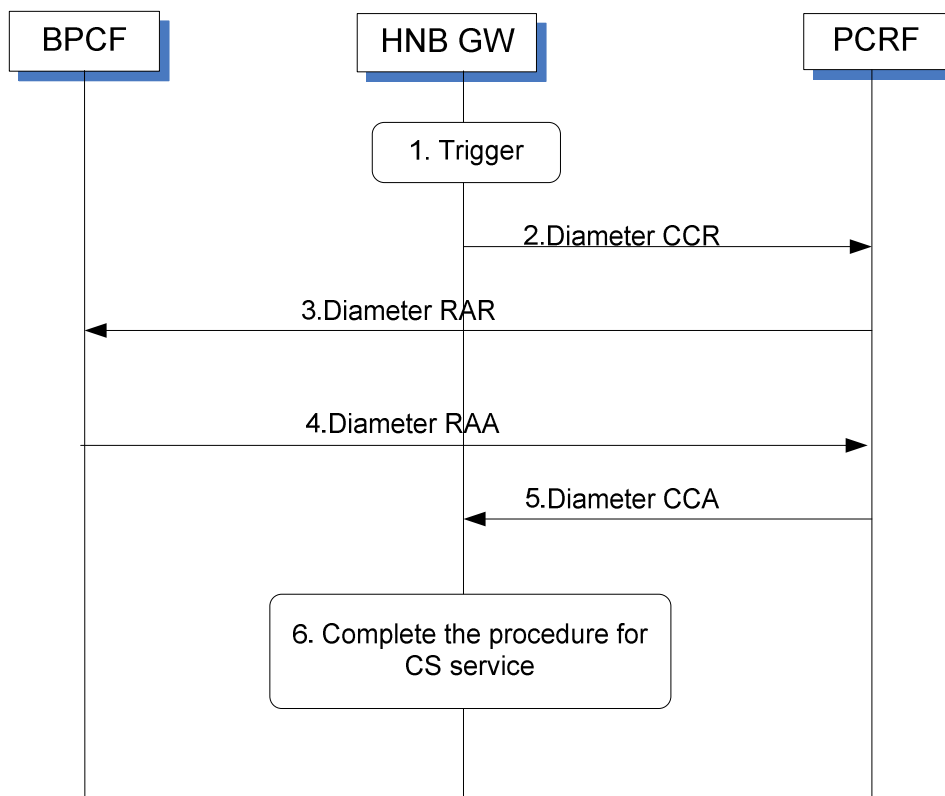 BPCF
HNB GW
PCRF
1. Trigger
2.Diameter CCR
3.Diameter RAR
4.Diameter RAA
5.Diameter CCA
6. Complete the procedure for
CS service